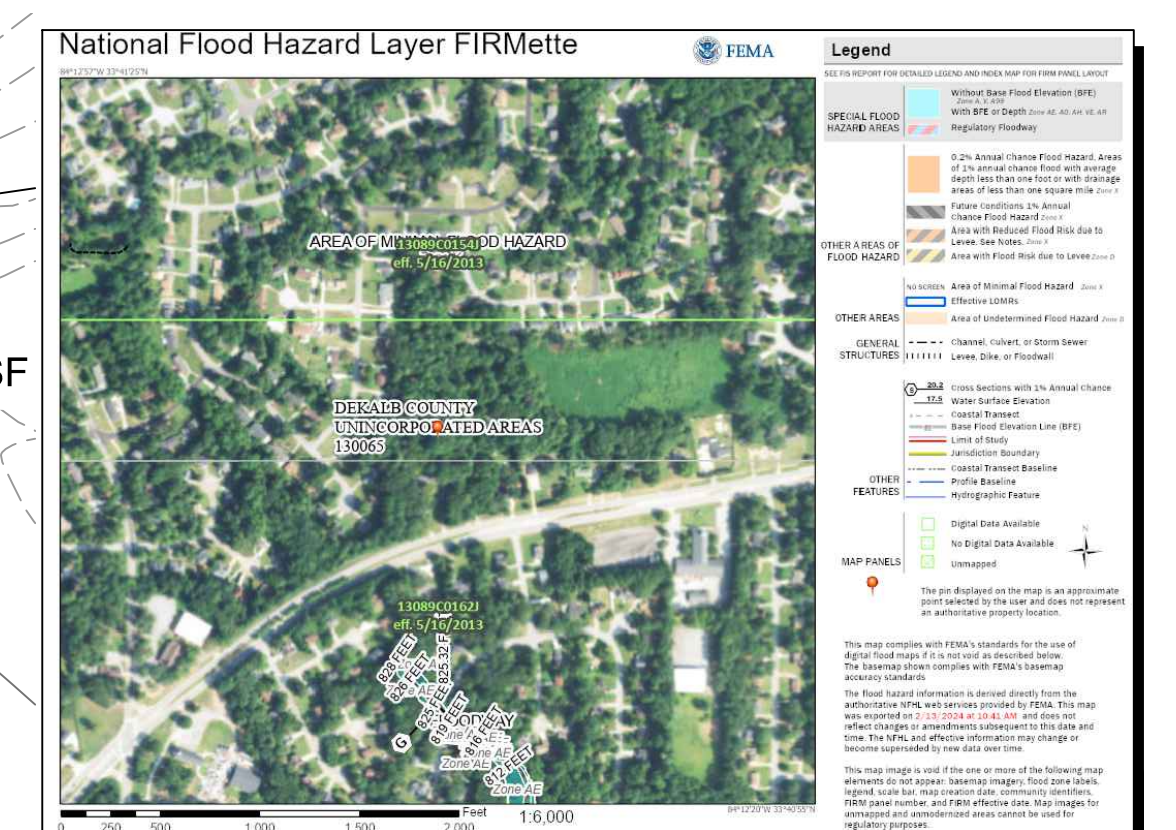 National Flood Hazard Layer FIRMette
FEMA
84°12'57"W 33°41'25"N
AREA OF MINIMAL FLOOD HAZARD
13089C0154J
eff. 5/16/2013
SF
DEKALB COUNTY
UNINCORPORATED AREAS
130065
13089C0162J
eff. 5/16/2013
828 FEET
826 FEET
825.32 F
825 FEET
819 FEET
816 FEET
812 FEET
G
Zone AE
Zone AE
Zone AE
84°12'20"W 33°40'55"N
0 250 500 1,000 1,500 2,000 Feet 1:6,000
Legend
SEE FIS REPORT FOR DETAILED LEGEND AND INDEX MAP FOR FIRM PANEL LAYOUT
SPECIAL FLOOD
HAZARD AREAS
Without Base Flood Elevation (BFE)
Zone A, V, A99
With BFE or Depth Zone AE, AO, AH, VE, AR
Regulatory Floodway
OTHER AREAS OF
FLOOD HAZARD
0.2% Annual Chance Flood Hazard, Areas
of 1% annual chance flood with average
depth less than one foot or with drainage
areas of less than one square mile Zone X
Future Conditions 1% Annual
Chance Flood Hazard Zone X
Area with Reduced Flood Risk due to
Levee. See Notes. Zone X
Area with Flood Risk due to Levee Zone D
OTHER AREAS
NO SCREEN Area of Minimal Flood Hazard Zone X
Effective LOMRs
Area of Undetermined Flood Hazard Zone D
GENERAL
STRUCTURES
Channel, Culvert, or Storm Sewer
Levee, Dike, or Floodwall
OTHER
FEATURES
20.2 Cross Sections with 1% Annual Chance
17.5 Water Surface Elevation
Coastal Transect
Base Flood Elevation Line (BFE)
Limit of Study
Jurisdiction Boundary
Coastal Transect Baseline
Profile Baseline
Hydrographic Feature
MAP PANELS
Digital Data Available
No Digital Data Available
Unmapped
N
The pin displayed on the map is an approximate
point selected by the user and does not represent
an authoritative property location.
This map complies with FEMA's standards for the use of
digital flood maps if it is not void as described below.
The basemap shown complies with FEMA's basemap
accuracy standards
The flood hazard information is derived directly from the
authoritative NFHL web services provided by FEMA. This map
was exported on 2/13/2024 at 10:41 AM and does not
reflect changes or amendments subsequent to this date and
time. The NFHL and effective information may change or
become superseded by new data over time.
This map image is void if the one or more of the following map
elements do not appear: basemap imagery, flood zone labels,
legend, scale bar, map creation date, community identifiers,
FIRM panel number, and FIRM effective date. Map images for
unmapped and unmodernized areas cannot be used for
regulatory purposes.